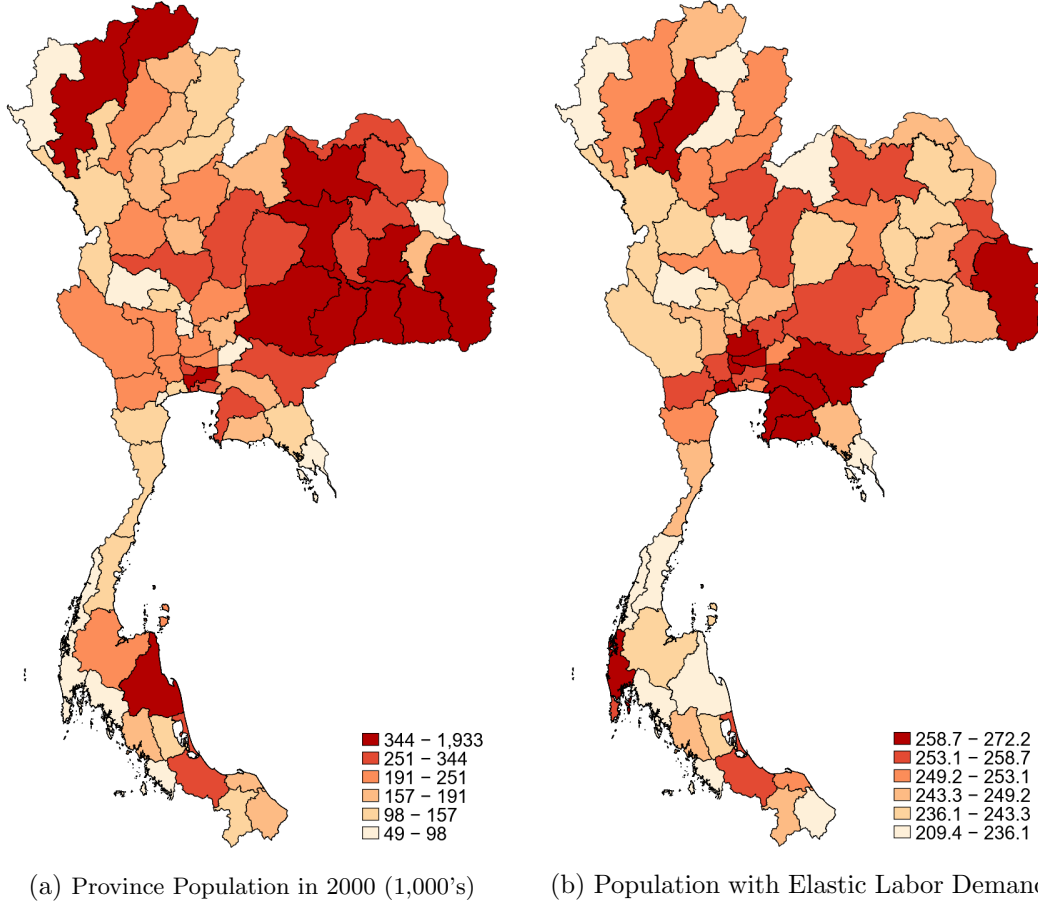 344 − 1,933
251 − 344
191 − 251
157 − 191
98 − 157
49 − 98
258.7 − 272.2
253.1 − 258.7
249.2 − 253.1
243.3 − 249.2
236.1 − 243.3
209.4 − 236.1
(a) Province Population in 2000 (1,000's)
(b) Population with Elastic Labor Deman